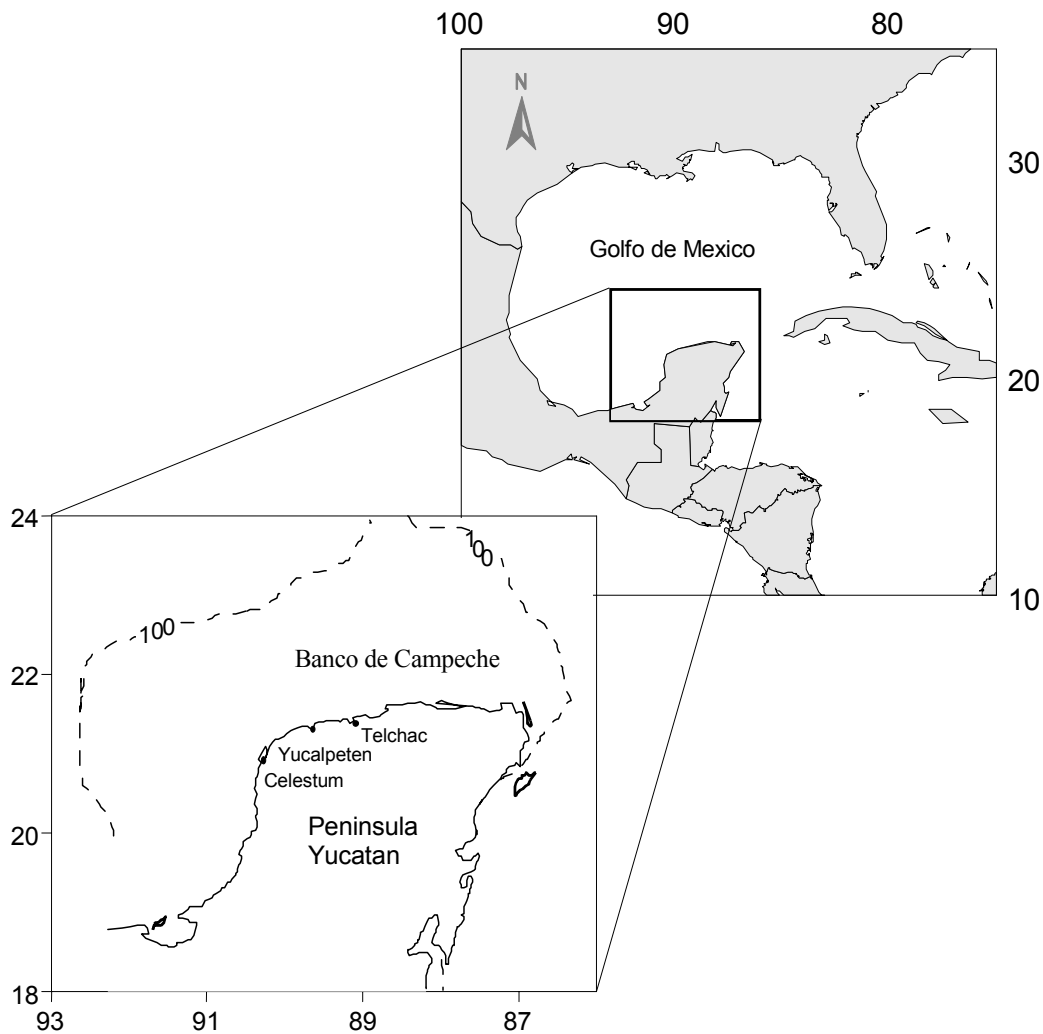 100 90 80
N
30
Golfo de Mexico
20
24
100
100
10
Banco de Campeche
22
Telchac
Yucalpeten
Celestum
Peninsula
Yucatan
20
18
93 91 89 87